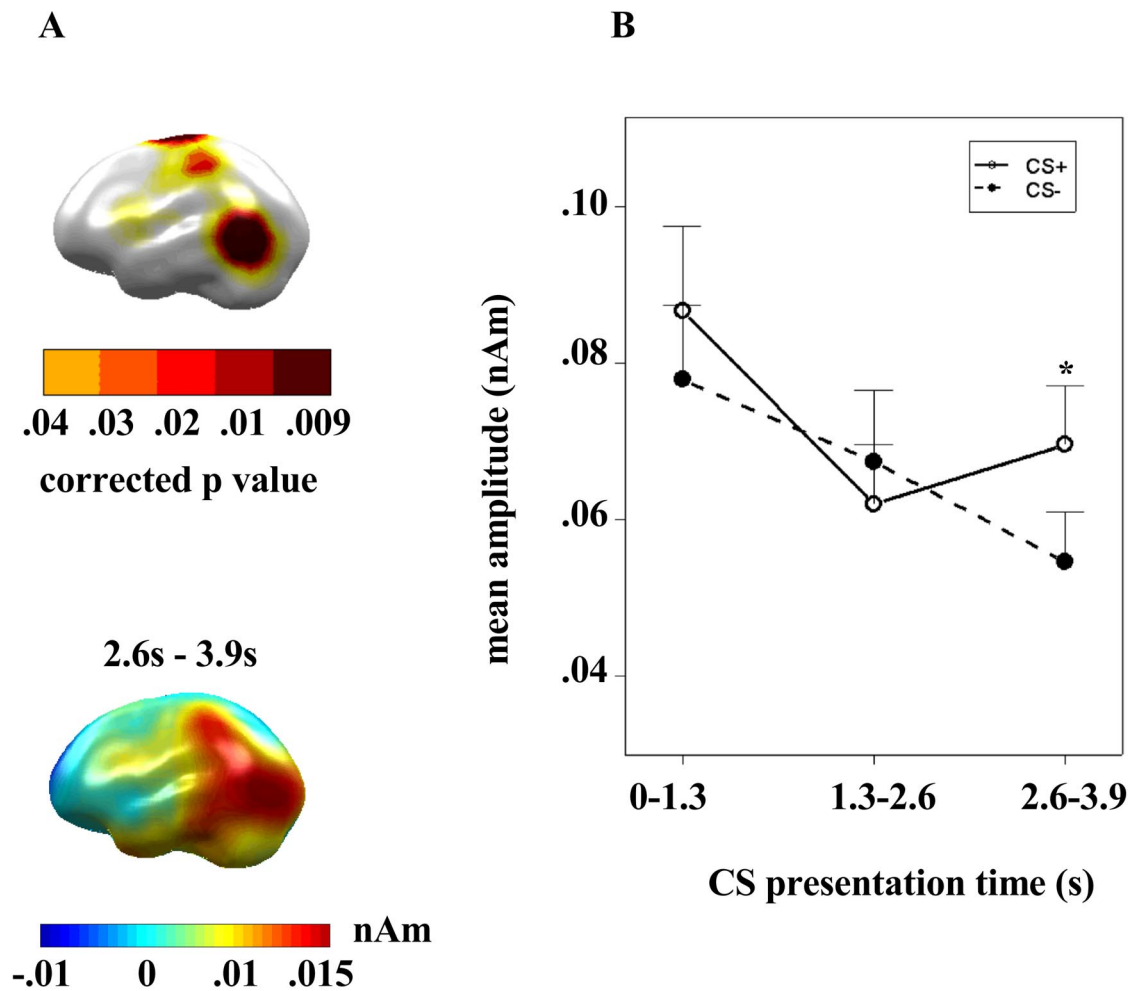 A
B
.04 .03 .02 .01 .009
corrected p value
2.6s - 3.9s
nAm
-.01 0 .01 .015
CS+
CS-
.10
.08
.06
.04
mean amplitude (nAm)
*
0-1.3 1.3-2.6 2.6-3.9
CS presentation time (s)